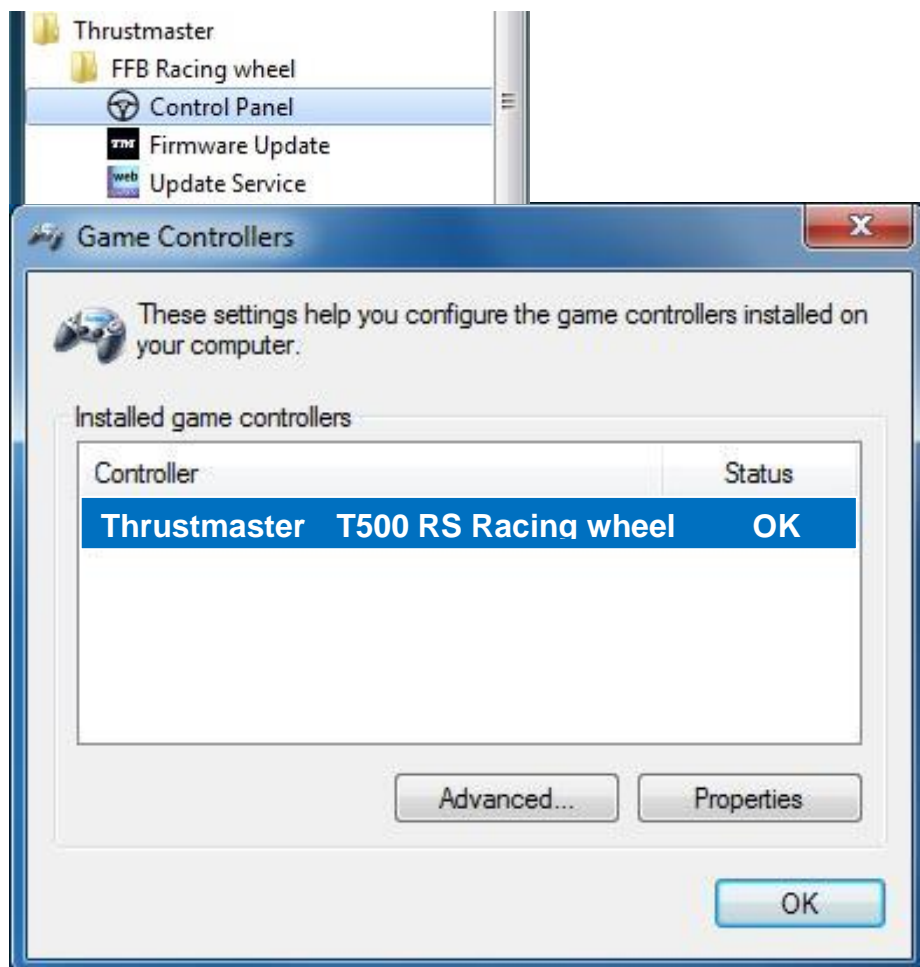 Thrustmaster
FFB Racing wheel
Control Panel
TM Firmware Update
web Update Service
Game Controllers
X
These settings help you configure the game controllers installed on
your computer.
Installed game controllers
Controller Status
Thrustmaster T500 RS Racing wheel OK
Advanced... Properties
OK